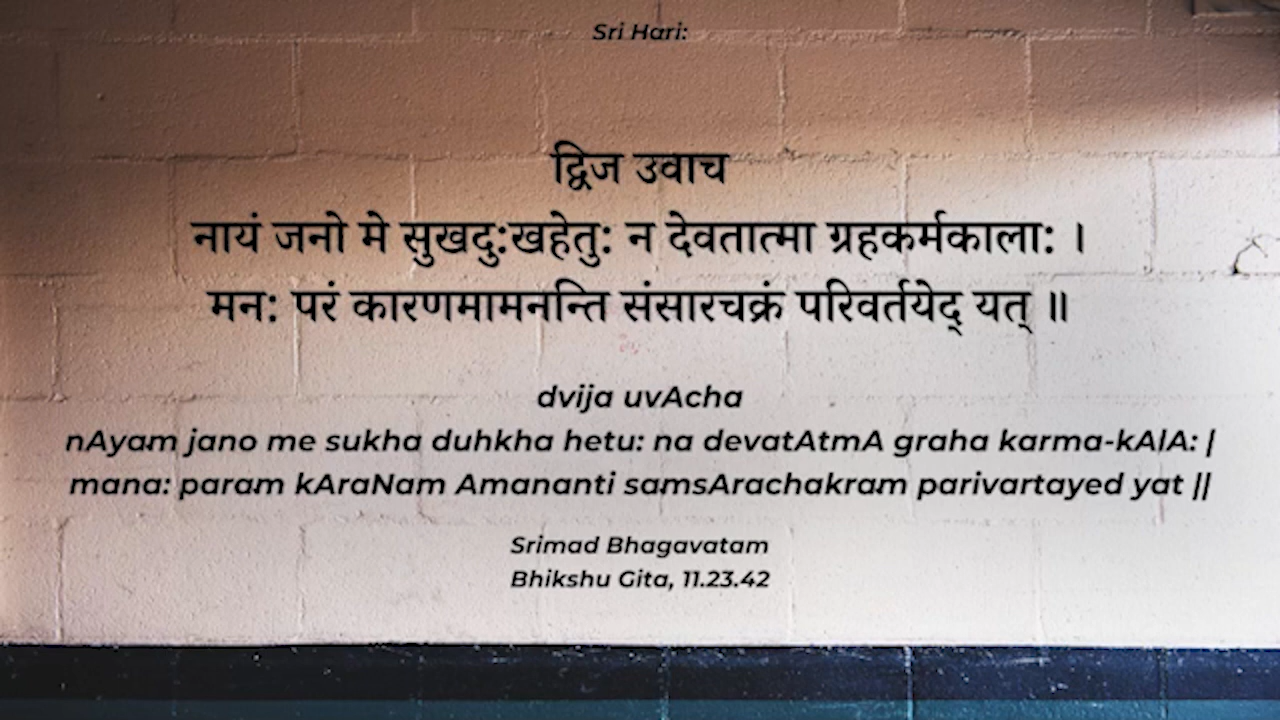 Sri Hari:
द्विज उवाच
नायं जनो मे सुखदु:खहेतु: न देवतात्मा ग्रहकर्मकाला: ।
मन: परं कारणमामनन्ति संसारचक्रं परिवर्तयेद् यत् ॥
dvija uvAcha
nAyam jano me sukha duhkha hetu: na devatAtmA graha karma-kAlA: |
mana: param kAraNam Amananti samsArachakram parivartayed yat ||
Srimad Bhagavatam
Bhikshu Gita, 11.23.42